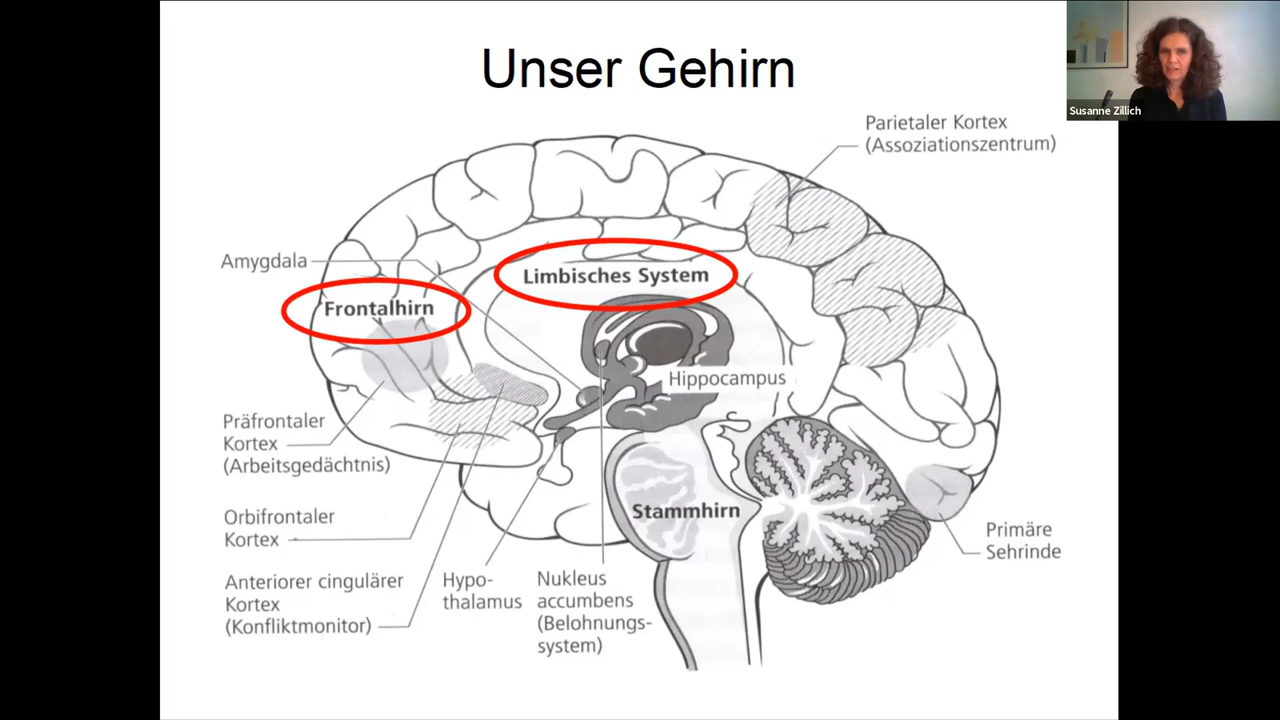 Unser Gehirn
Susanne Zillich
Parietaler Kortex
(Assoziationszentrum)
Amygdala
Limbisches System
Frontalhirn
Hippocampus
Präfrontaler
Kortex
(Arbeitsgedächtnis)
Stammhirn
Orbifrontaler
Kortex
Primäre
Sehrinde
Anteriorer cingulärer
Kortex
(Konfliktmonitor)
Hypo-
thalamus
Nukleus
accumbens
(Belohnungs-
system)